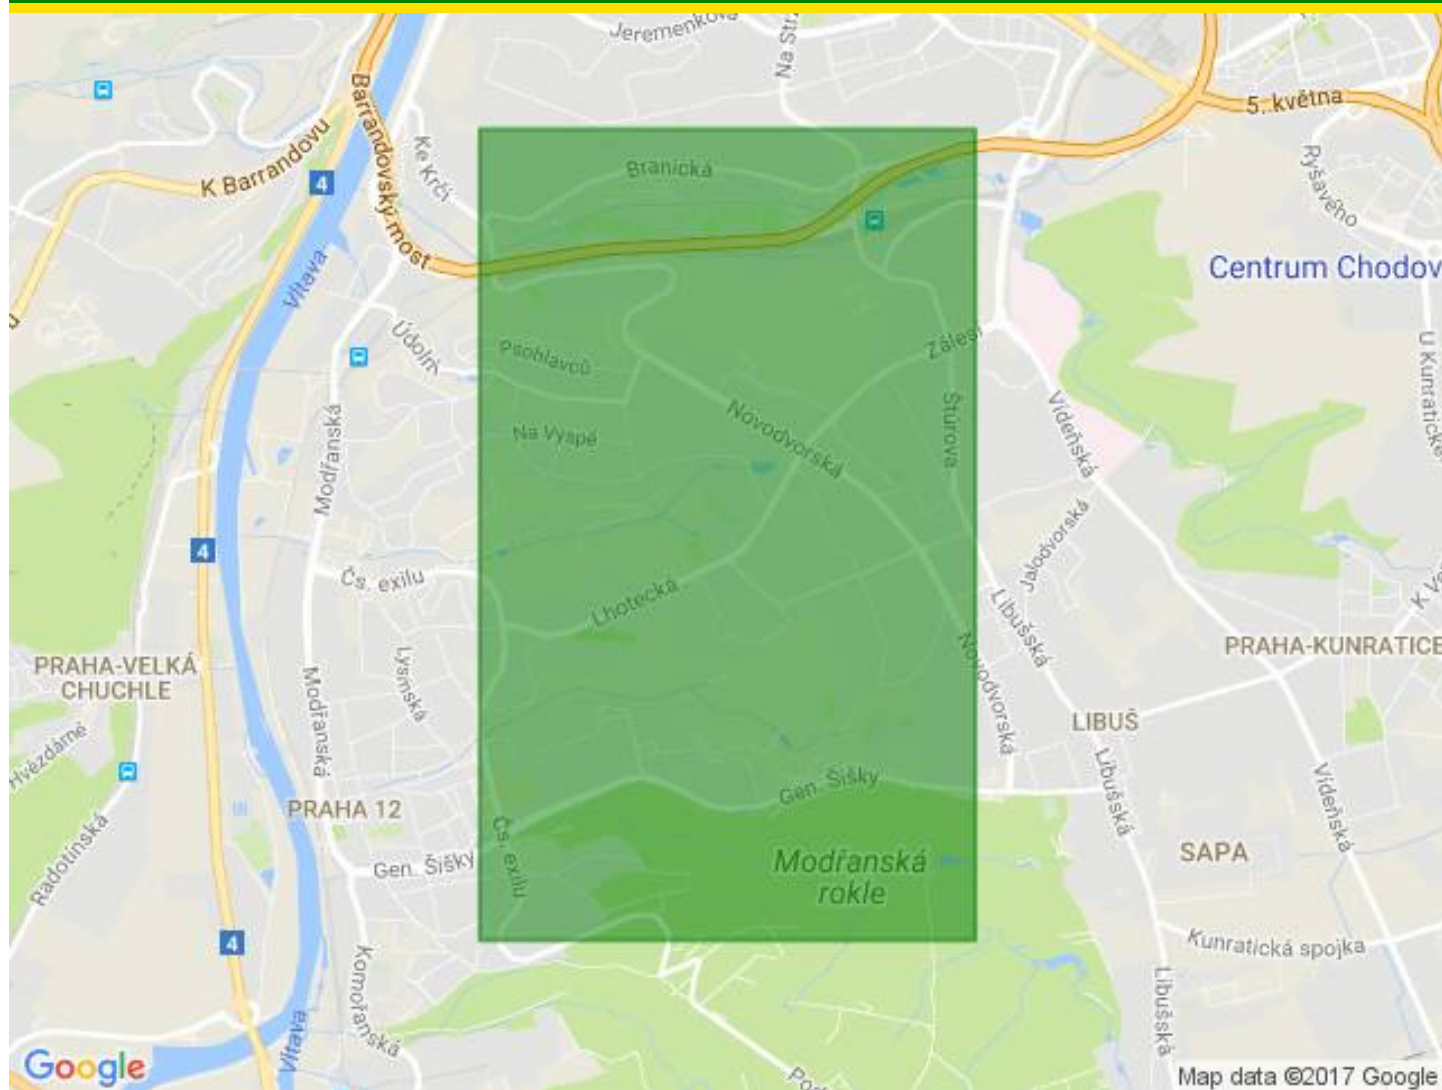 Jeremenkova
Na Str
5. května
Barrandovský most
K Barrandovu
4
Ke Krči
Branická
Ryšavého
Vltava
Centrum Chodov
Údolní
Psohlavců
Zálesí
U Kunratické
Modřanská
Na Vyspě
Novodvorská
Štúrova
Vídeňská
4
Jalodvorská
Čs. exilu
Lhotecká
Libušská
K Ve
PRAHA-VELKÁ
CHUCHLE
Modřanská
Lysinská
Novodvorská
PRAHA-KUNRATICE
LIBUŠ
Hvězdárně
Gen. Šišky
Libušská
Vídeňská
PRAHA 12
Radotínská
Gen. Šišky
Čs. exilu
Modřanská
rokle
SAPA
4
Komořanská
Kunratická spojka
Libušská
Vltava
Google
Map data ©2017 Google